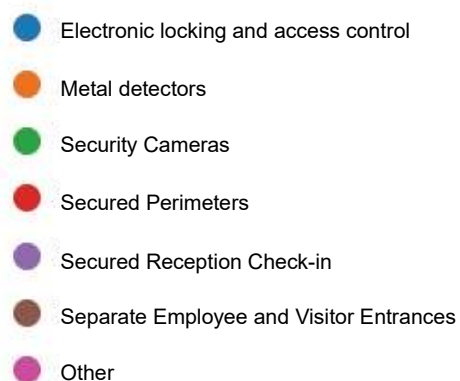 Electronic locking and access control
Metal detectors
Security Cameras
Secured Perimeters
Secured Reception Check-in
Separate Employee and Visitor Entrances
Other